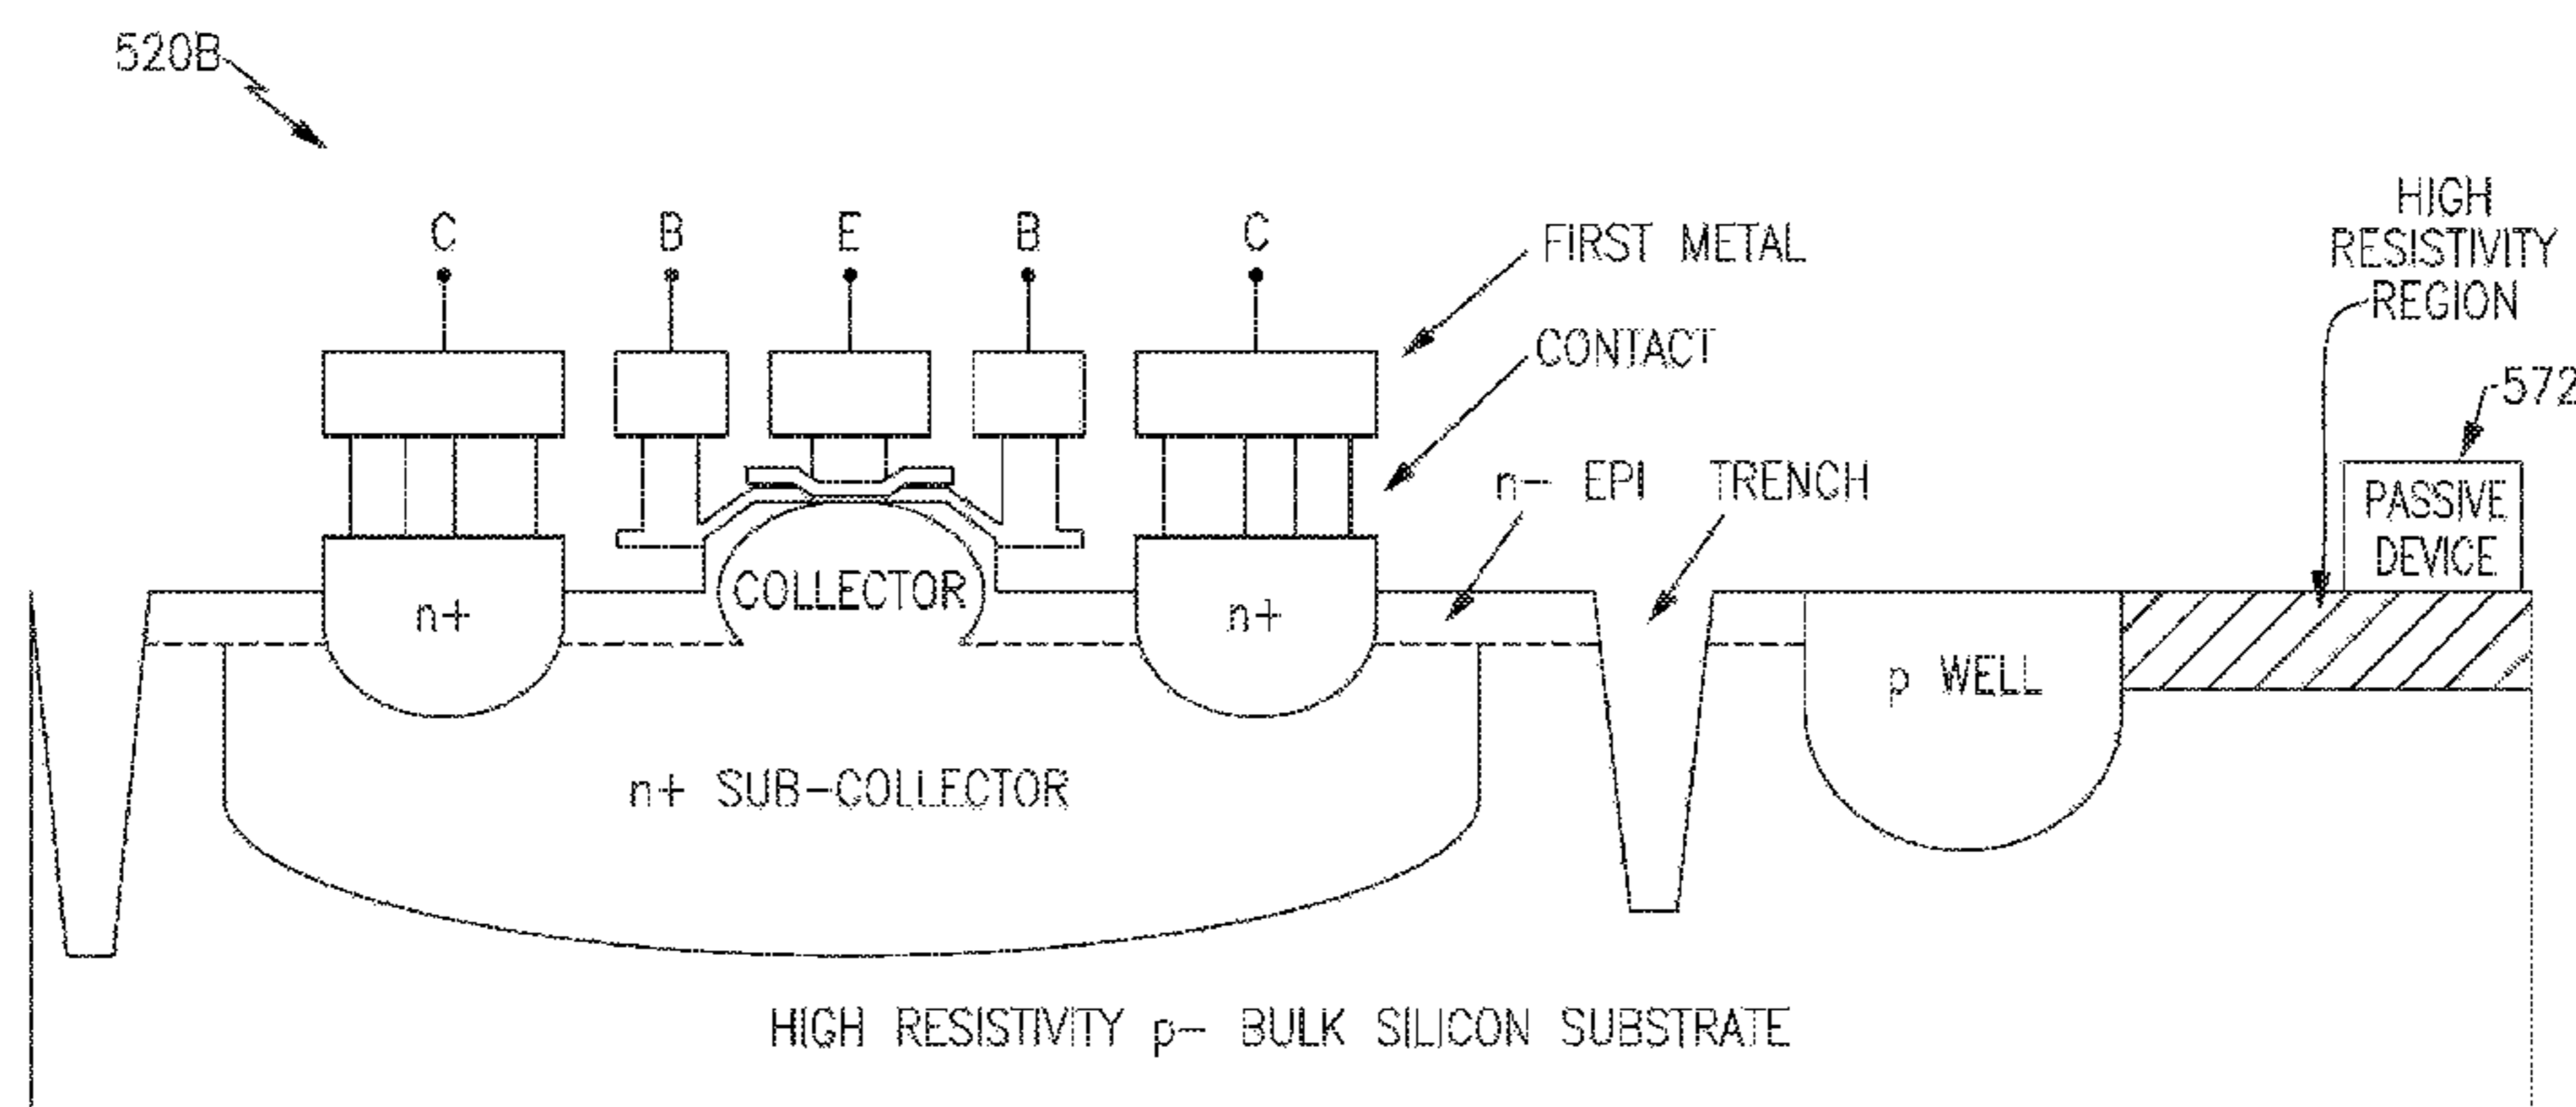 520B
C B E B C
FIRST METAL
CONTACT
HIGH
RESISTIVITY
REGION
572
n- EPI
TRENCH
PASSIVE
DEVICE
n+
COLLECTOR
n+
p WELL
n+ SUB-COLLECTOR
HIGH RESISTIVITY p- BULK SILICON SUBSTRATE